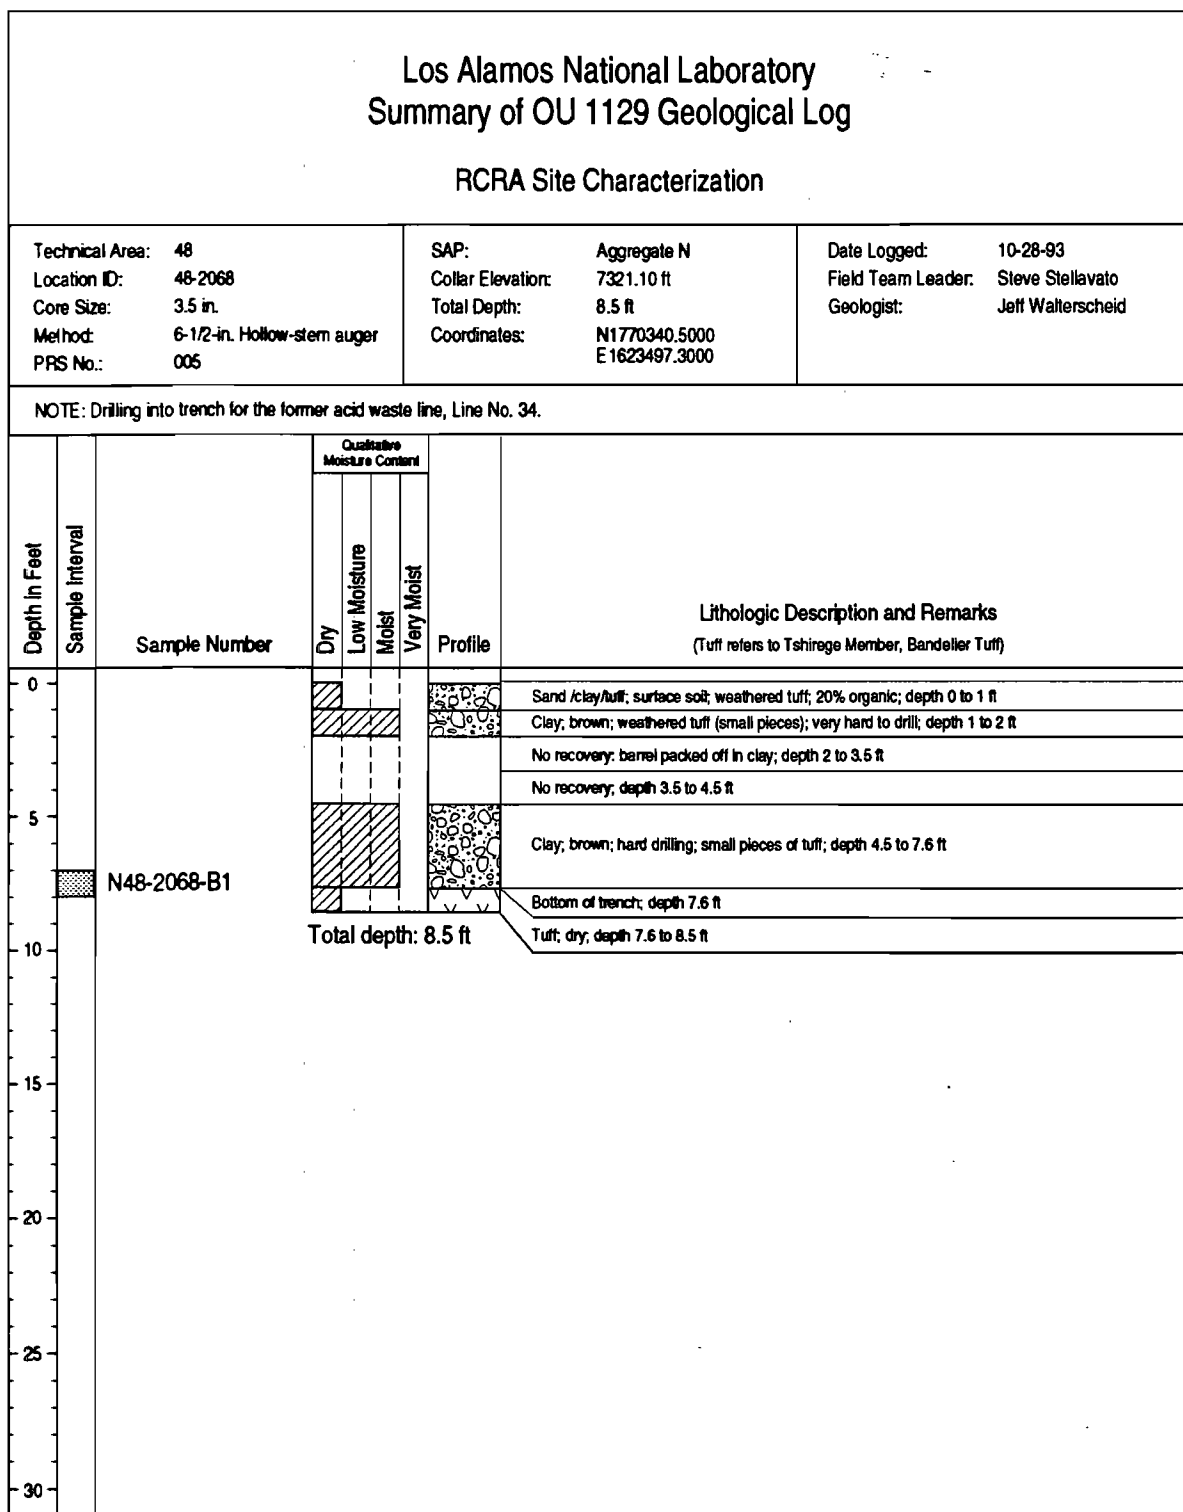 Los Alamos National Laboratory
Summary of OU 1129 Geological Log
RCRA Site Characterization
Technical Area: 48
Location ID: 48-2068
Core Size: 3.5 in.
Method: 6-1/2-in. Hollow-stem auger
PRS No.: 005
SAP: Aggregate N
Collar Elevation: 7321.10 ft
Total Depth: 8.5 ft
Coordinates: N1770340.5000
E1623497.3000
Date Logged: 10-28-93
Field Team Leader: Steve Stellavato
Geologist: Jeff Walterscheid
NOTE: Drilling into trench for the former acid waste line, Line No. 34.
Depth in Feet
Sample Interval
Sample Number
Qualitative
Moisture Content
Dry
Low Moisture
Moist
Very Moist
Profile
Lithologic Description and Remarks
(Tuff refers to Tshirege Member, Bandelier Tuff)
0
Sand /clay/tuff; surface soil; weathered tuff; 20% organic; depth 0 to 1 ft
Clay; brown; weathered tuff (small pieces); very hard to drill; depth 1 to 2 ft
No recovery: barrel packed off in clay; depth 2 to 3.5 ft
No recovery; depth 3.5 to 4.5 ft
5
Clay; brown; hard drilling; small pieces of tuff; depth 4.5 to 7.6 ft
N48-2068-B1
Bottom of trench; depth 7.6 ft
Total depth: 8.5 ft
Tuff; dry; depth 7.6 to 8.5 ft
10
15
20
25
30